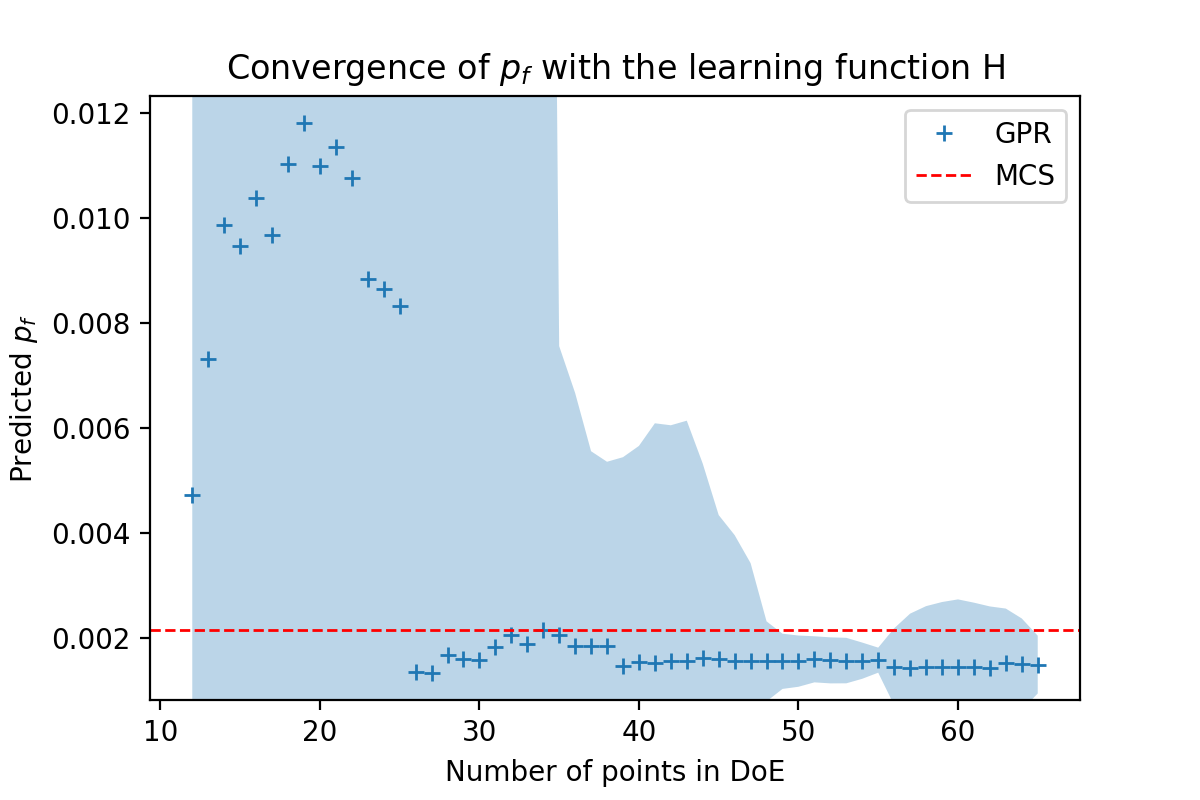 Convergence of p_f with the learning function H
GPR
MCS
Predicted p_f
0.012
0.010
0.008
0.006
0.004
0.002
10 20 30 40 50 60
Number of points in DoE